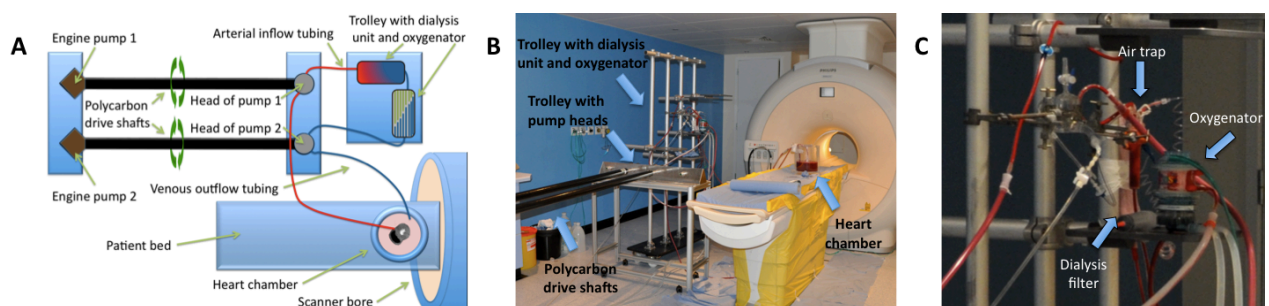 A
Engine pump 1
Arterial inflow tubing
Trolley with dialysis
unit and oxygenator
Polycarbon
drive shafts
Head of pump 1
Head of pump 2
Engine pump 2
Venous outflow tubing
Patient bed
Heart chamber
Scanner bore
B
Trolley with dialysis
unit and oxygenator
Trolley with
pump heads
PHILIPS
Heart
chamber
Polycarbon
drive shafts
C
Air trap
Oxygenator
Dialysis
filter